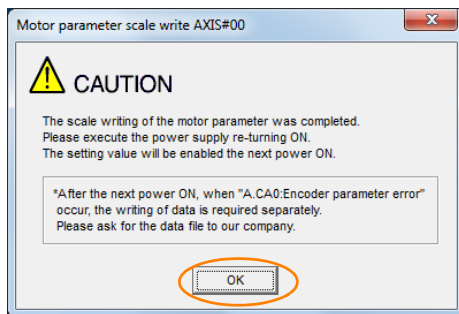 Motor parameter scale write AXIS#00
CAUTION
The scale writing of the motor parameter was completed.
Please execute the power supply re-turning ON.
The setting value will be enabled the next power ON.
*After the next power ON, when "A.CA0:Encoder parameter error"
occur, the writing of data is required separately.
Please ask for the data file to our company.
OK